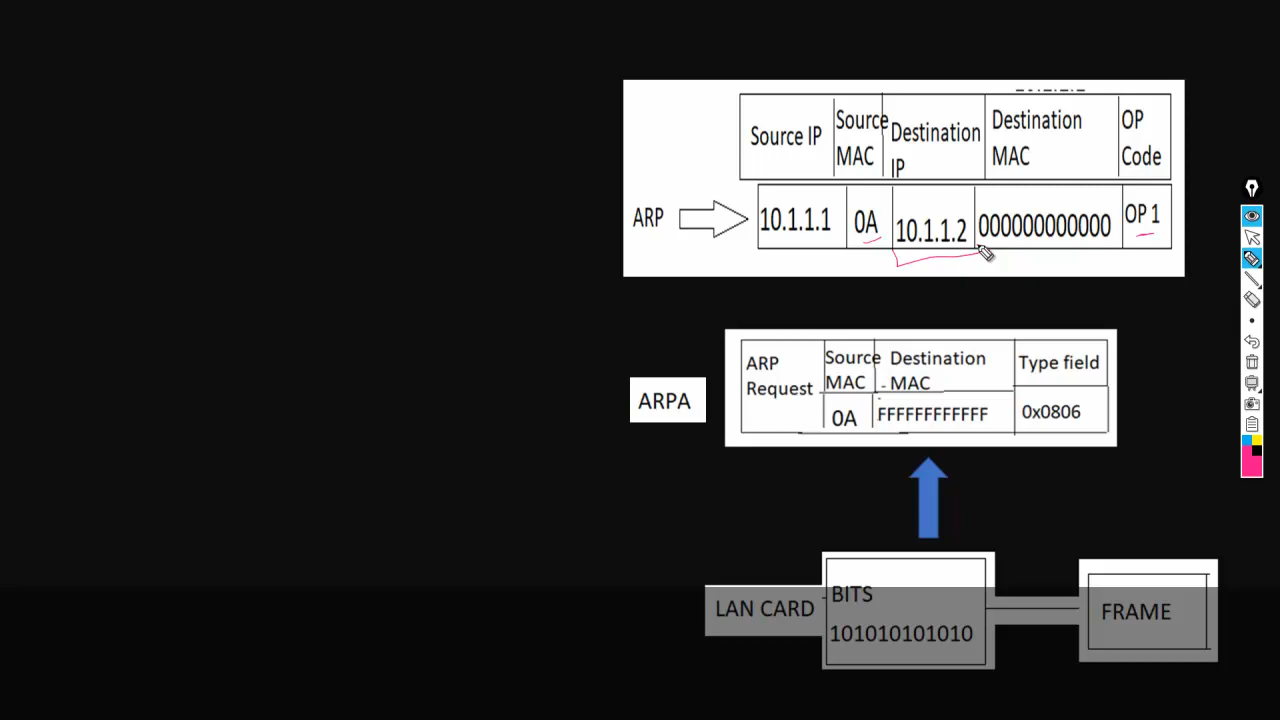 Source IP
Source
MAC
Destination
IP
Destination
MAC
OP
Code
ARP
10.1.1.1
0A
10.1.1.2
000000000000
OP 1
ARPA
ARP
Request
Source
MAC
Destination
MAC
Type field
0A
FFFFFFFFFFFF
0x0806
LAN CARD
BITS
101010101010
FRAME